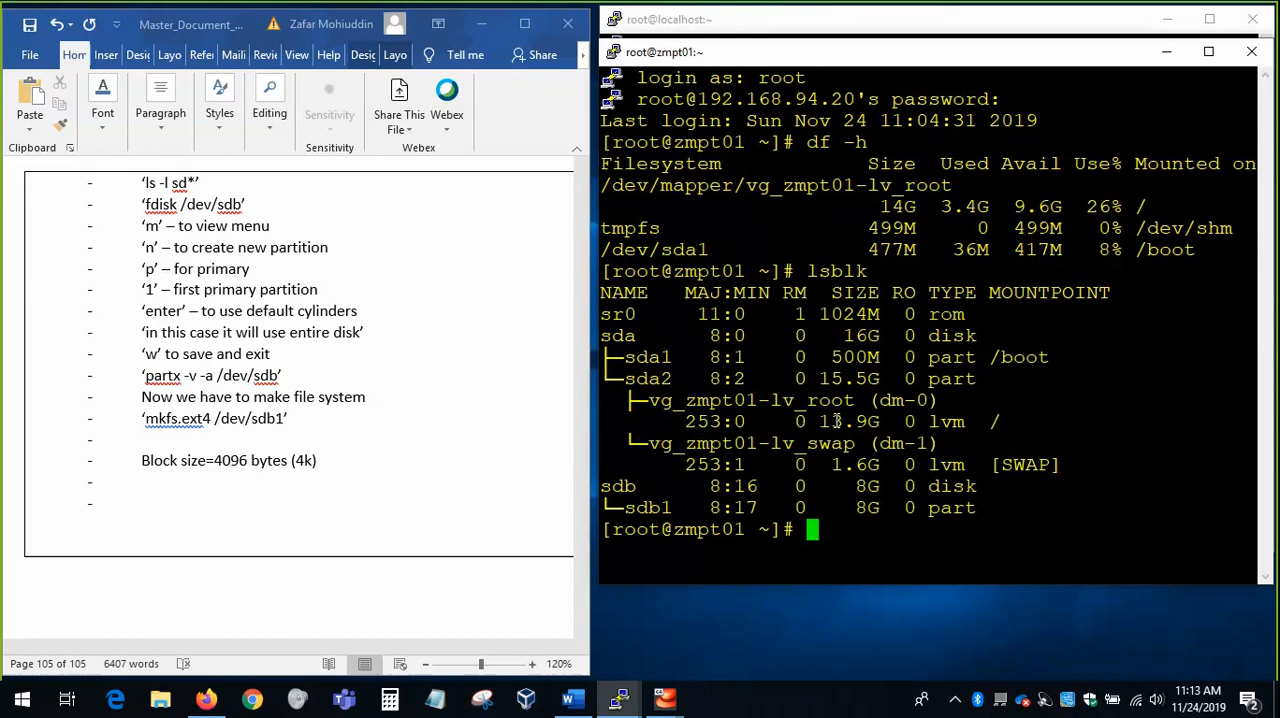 Master_Document_...
Zafar Mohiuddin
File
Hom
Inser
Desig
Layo
Refer
Maili
Revie
View
Help
Desig
Layo
Tell me
Share
Paste
Font
Paragraph
Styles
Editing
Sensitivity
Share This
File
Webex
Clipboard
Sensitivity
Webex
- ‘ls -l sd*’
- ‘fdisk /dev/sdb’
- ‘m’ – to view menu
- ‘n’ – to create new partition
- ‘p’ – for primary
- ‘1’ – first primary partition
- ‘enter’ – to use default cylinders
- ‘in this case it will use entire disk’
- ‘w’ to save and exit
- ‘partx -v -a /dev/sdb’
- Now we have to make file system
- ‘mkfs.ext4 /dev/sdb1’
-
- Block size=4096 bytes (4k)
-
-
Page 105 of 105 6407 words
120%
root@localhost:~
root@zmpt01:~
login as: root
root@192.168.94.20's password:
Last login: Sun Nov 24 11:04:31 2019
[root@zmpt01 ~]# df -h
Filesystem Size Used Avail Use% Mounted on
/dev/mapper/vg_zmpt01-lv_root
14G 3.4G 9.6G 26% /
tmpfs 499M 0 499M 0% /dev/shm
/dev/sda1 477M 36M 417M 8% /boot
[root@zmpt01 ~]# lsblk
NAME MAJ:MIN RM SIZE RO TYPE MOUNTPOINT
sr0 11:0 1 1024M 0 rom
sda 8:0 0 16G 0 disk
├─sda1 8:1 0 500M 0 part /boot
└─sda2 8:2 0 15.5G 0 part
├─vg_zmpt01-lv_root (dm-0)
253:0 0 13.9G 0 lvm /
└─vg_zmpt01-lv_swap (dm-1)
253:1 0 1.6G 0 lvm [SWAP]
sdb 8:16 0 8G 0 disk
└─sdb1 8:17 0 8G 0 part
[root@zmpt01 ~]#
11:13 AM
11/24/2019
2